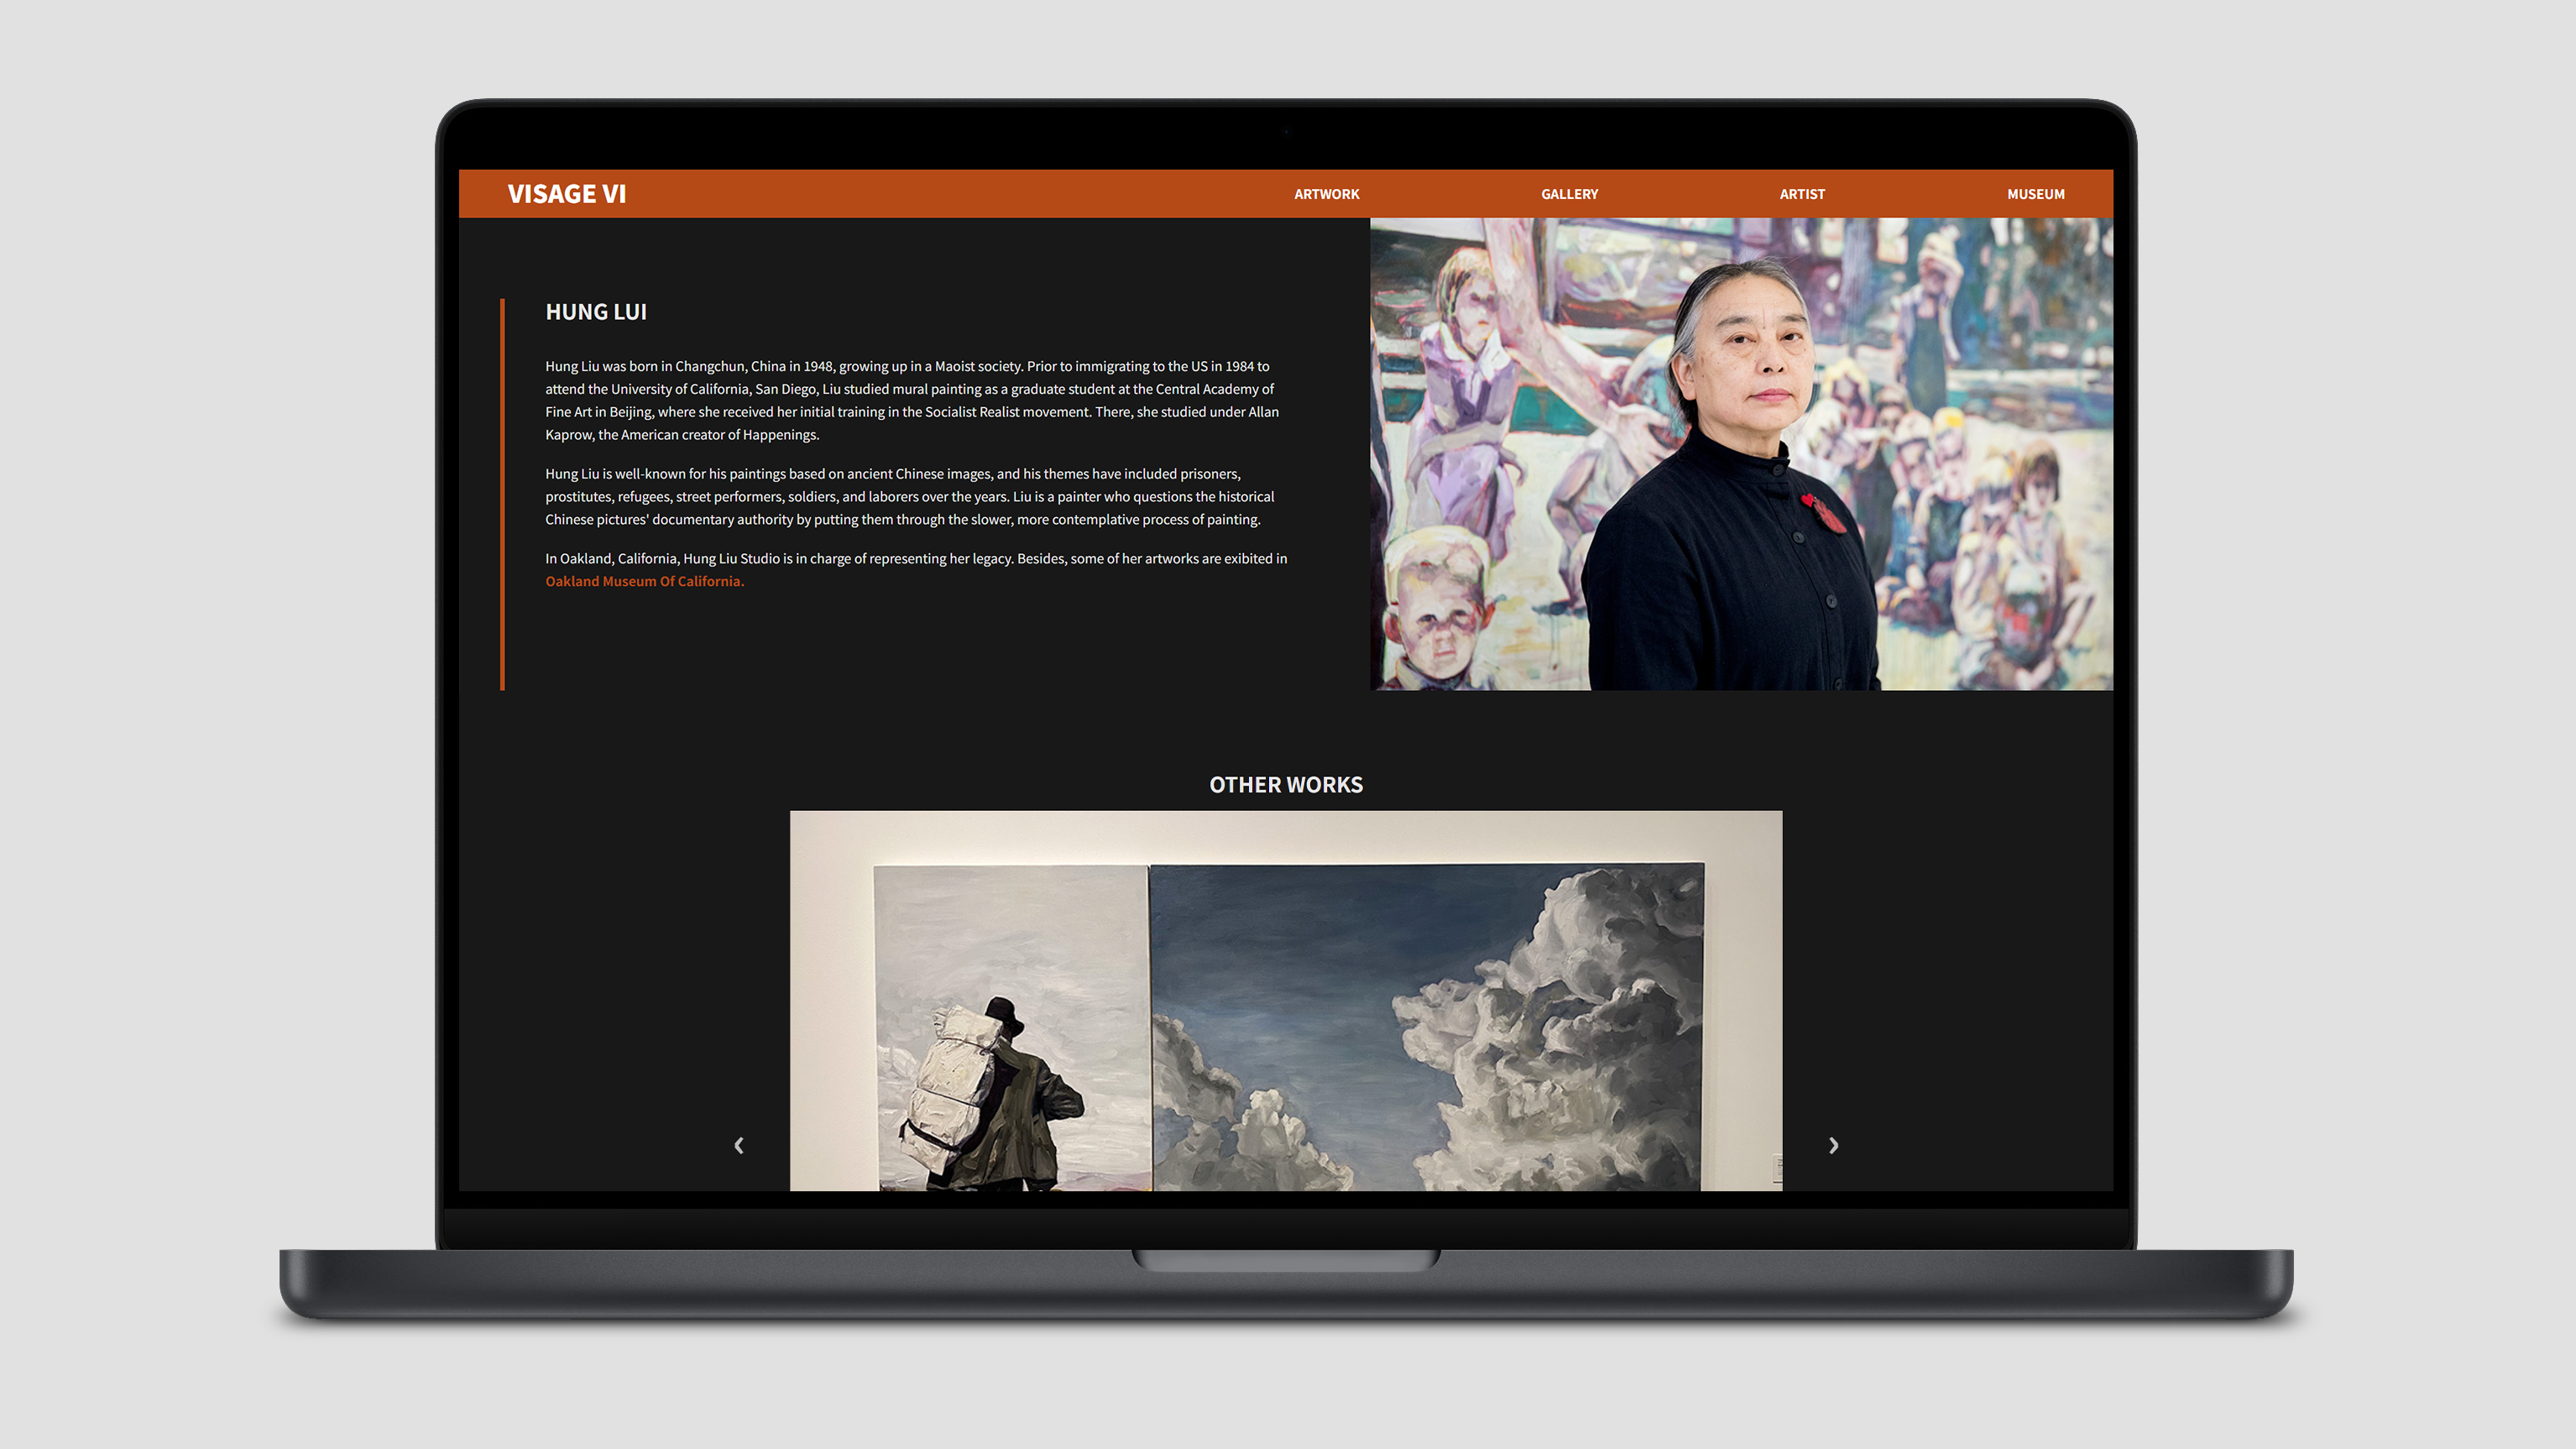 VISAGE VI
ARTWORK
GALLERY
ARTIST
MUSEUM
HUNG LUI
Hung Liu was born in Changchun, China in 1948, growing up in a Maoist society. Prior to immigrating to the US in 1984 to
attend the University of California, San Diego, Liu studied mural painting as a graduate student at the Central Academy of
Fine Art in Beijing, where she received her initial training in the Socialist Realist movement. There, she studied under Allan
Kaprow, the American creator of Happenings.
Hung Liu is well-known for his paintings based on ancient Chinese images, and his themes have included prisoners,
prostitutes, refugees, street performers, soldiers, and laborers over the years. Liu is a painter who questions the historical
Chinese pictures' documentary authority by putting them through the slower, more contemplative process of painting.
In Oakland, California, Hung Liu Studio is in charge of representing her legacy. Besides, some of her artworks are exibited in
Oakland Museum Of California.
OTHER WORKS